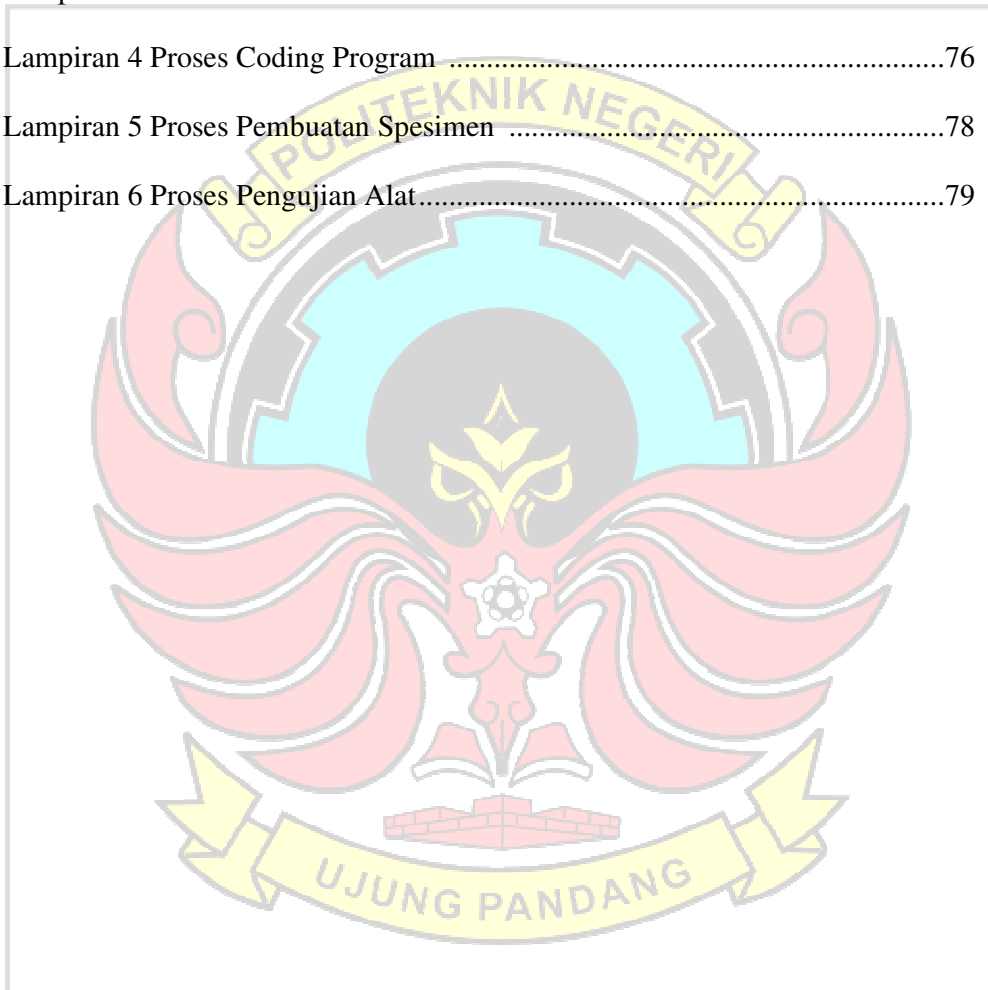 Lampiran 4 Proses Coding Program ...................................................................76
Lampiran 5 Proses Pembuatan Spesimen ...........................................................78
Lampiran 6 Proses Pengujian Alat.......................................................................79
POLITEKNIK NEGERI
UJUNG PANDANG